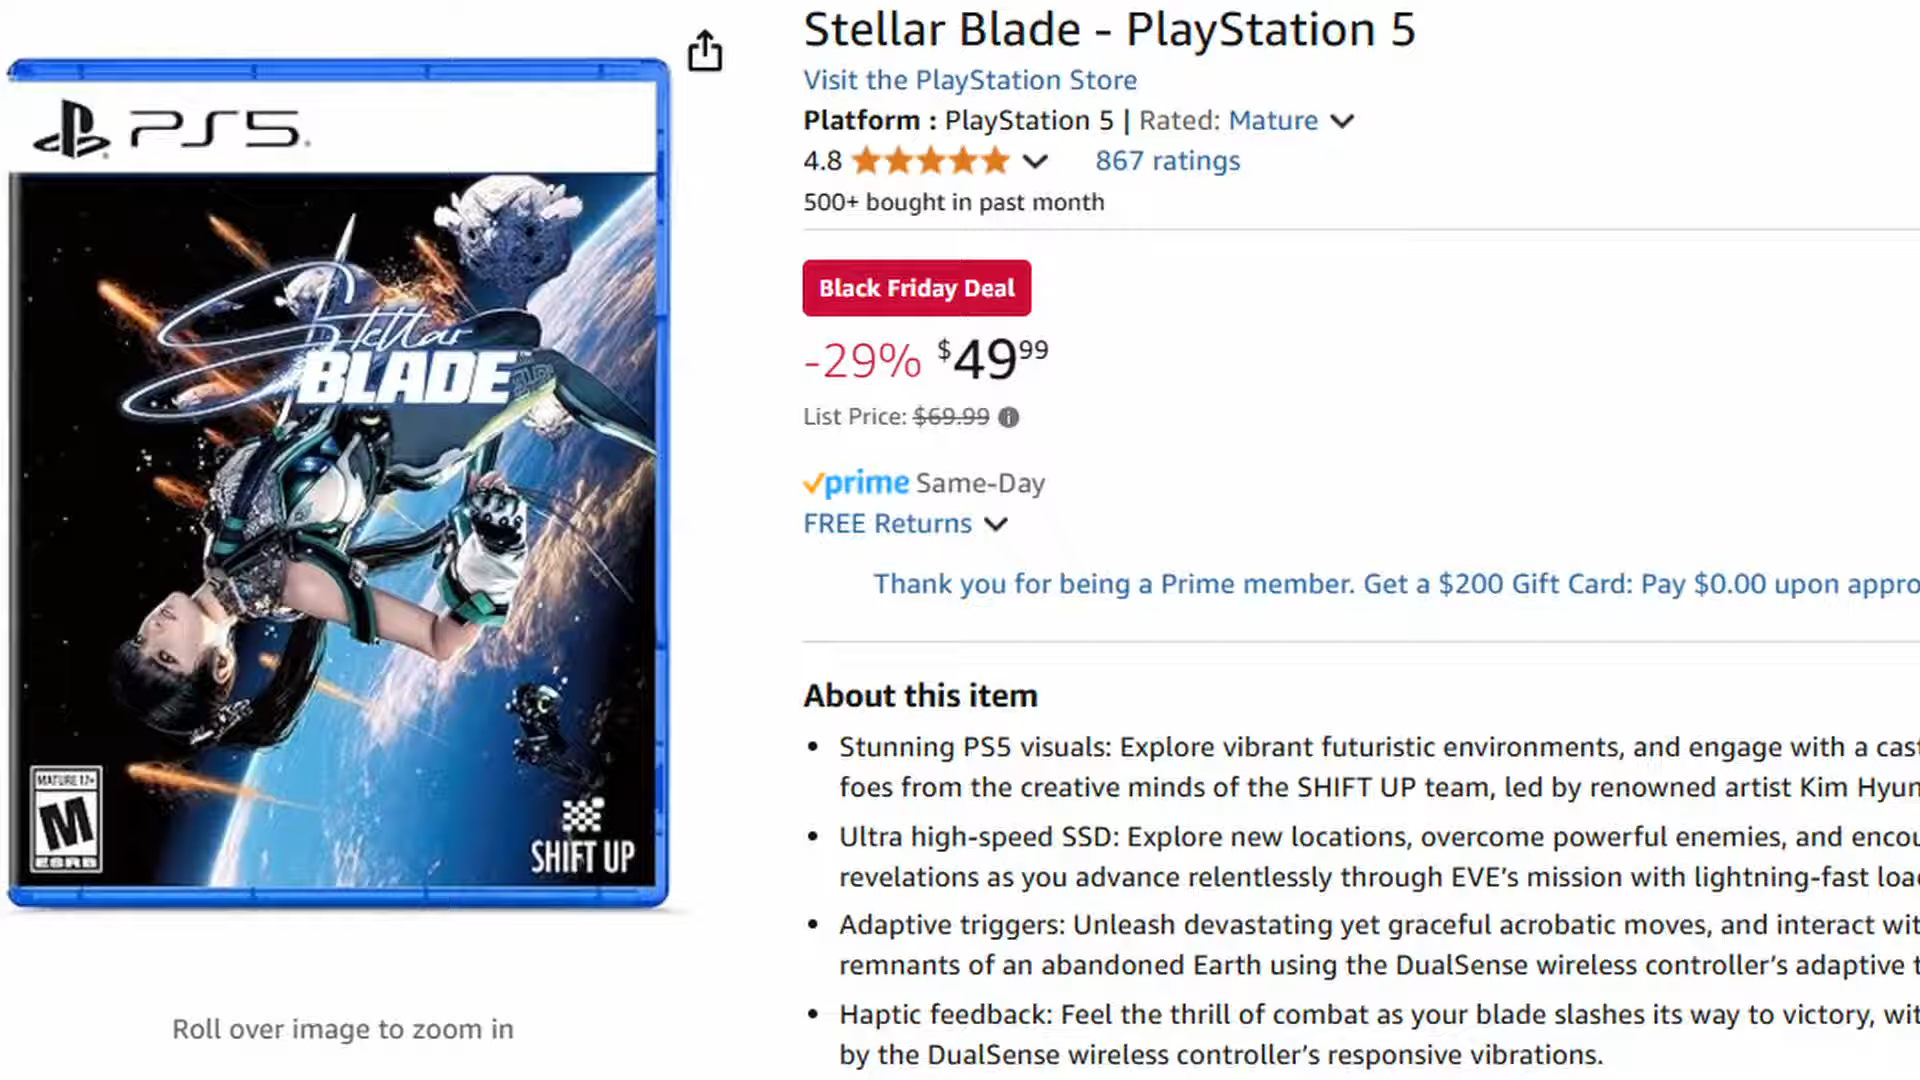 Stellar Blade - PlayStation 5
Visit the PlayStation Store
Platform : PlayStation 5 | Rated: Mature
4.8 867 ratings
500+ bought in past month
Black Friday Deal
-29% $49.99
List Price: $69.99
prime Same-Day
FREE Returns
Thank you for being a Prime member. Get a $200 Gift Card: Pay $0.00 upon appro
About this item
• Stunning PS5 visuals: Explore vibrant futuristic environments, and engage with a cast
foes from the creative minds of the SHIFT UP team, led by renowned artist Kim Hyun
• Ultra high-speed SSD: Explore new locations, overcome powerful enemies, and encou
revelations as you advance relentlessly through EVE’s mission with lightning-fast loa
• Adaptive triggers: Unleash devastating yet graceful acrobatic moves, and interact wit
remnants of an abandoned Earth using the DualSense wireless controller’s adaptive t
• Haptic feedback: Feel the thrill of combat as your blade slashes its way to victory, wit
by the DualSense wireless controller’s responsive vibrations.
PS5
Stellar
BLADE
MATURE 17+
M
ESRB
SHIFT UP
Roll over image to zoom in